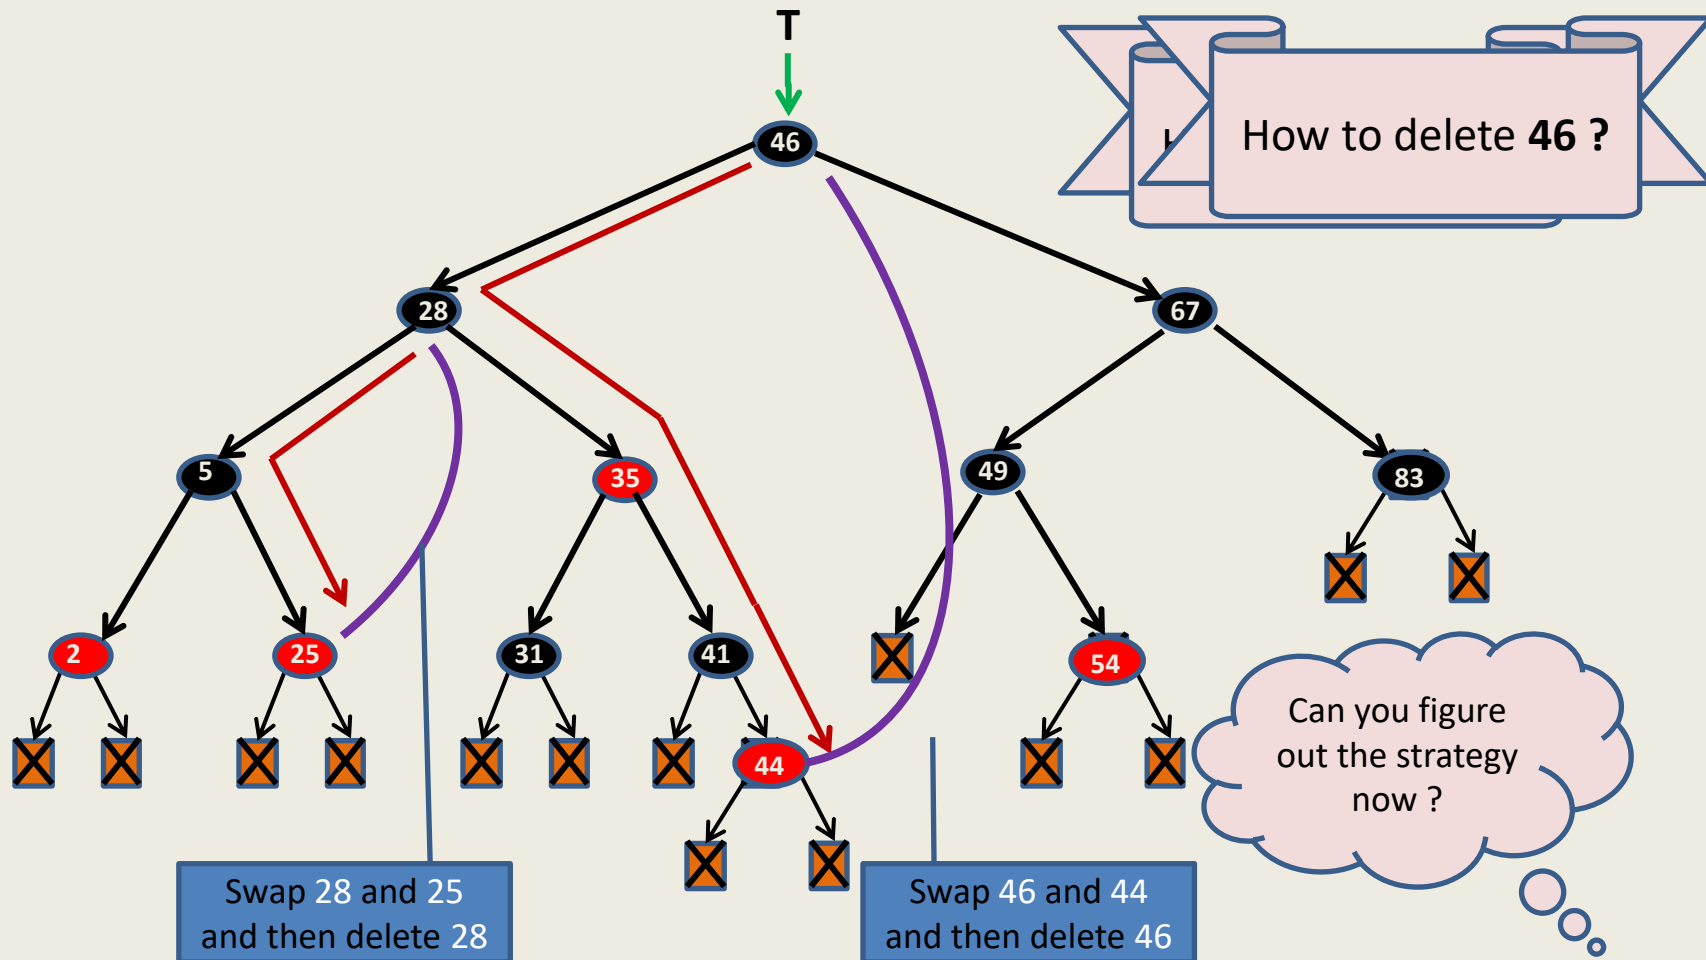 T
How to delete 46 ?
46
28
67
5
35
49
83
2
25
31
41
54
44
Can you figure
out the strategy
now ?
Swap 28 and 25
and then delete 28
Swap 46 and 44
and then delete 46